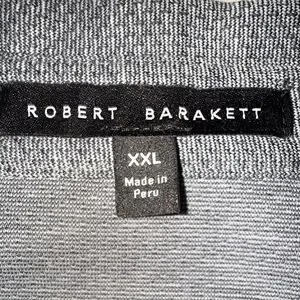 ROBERT BARAKETT
XXL
Made in
Peru